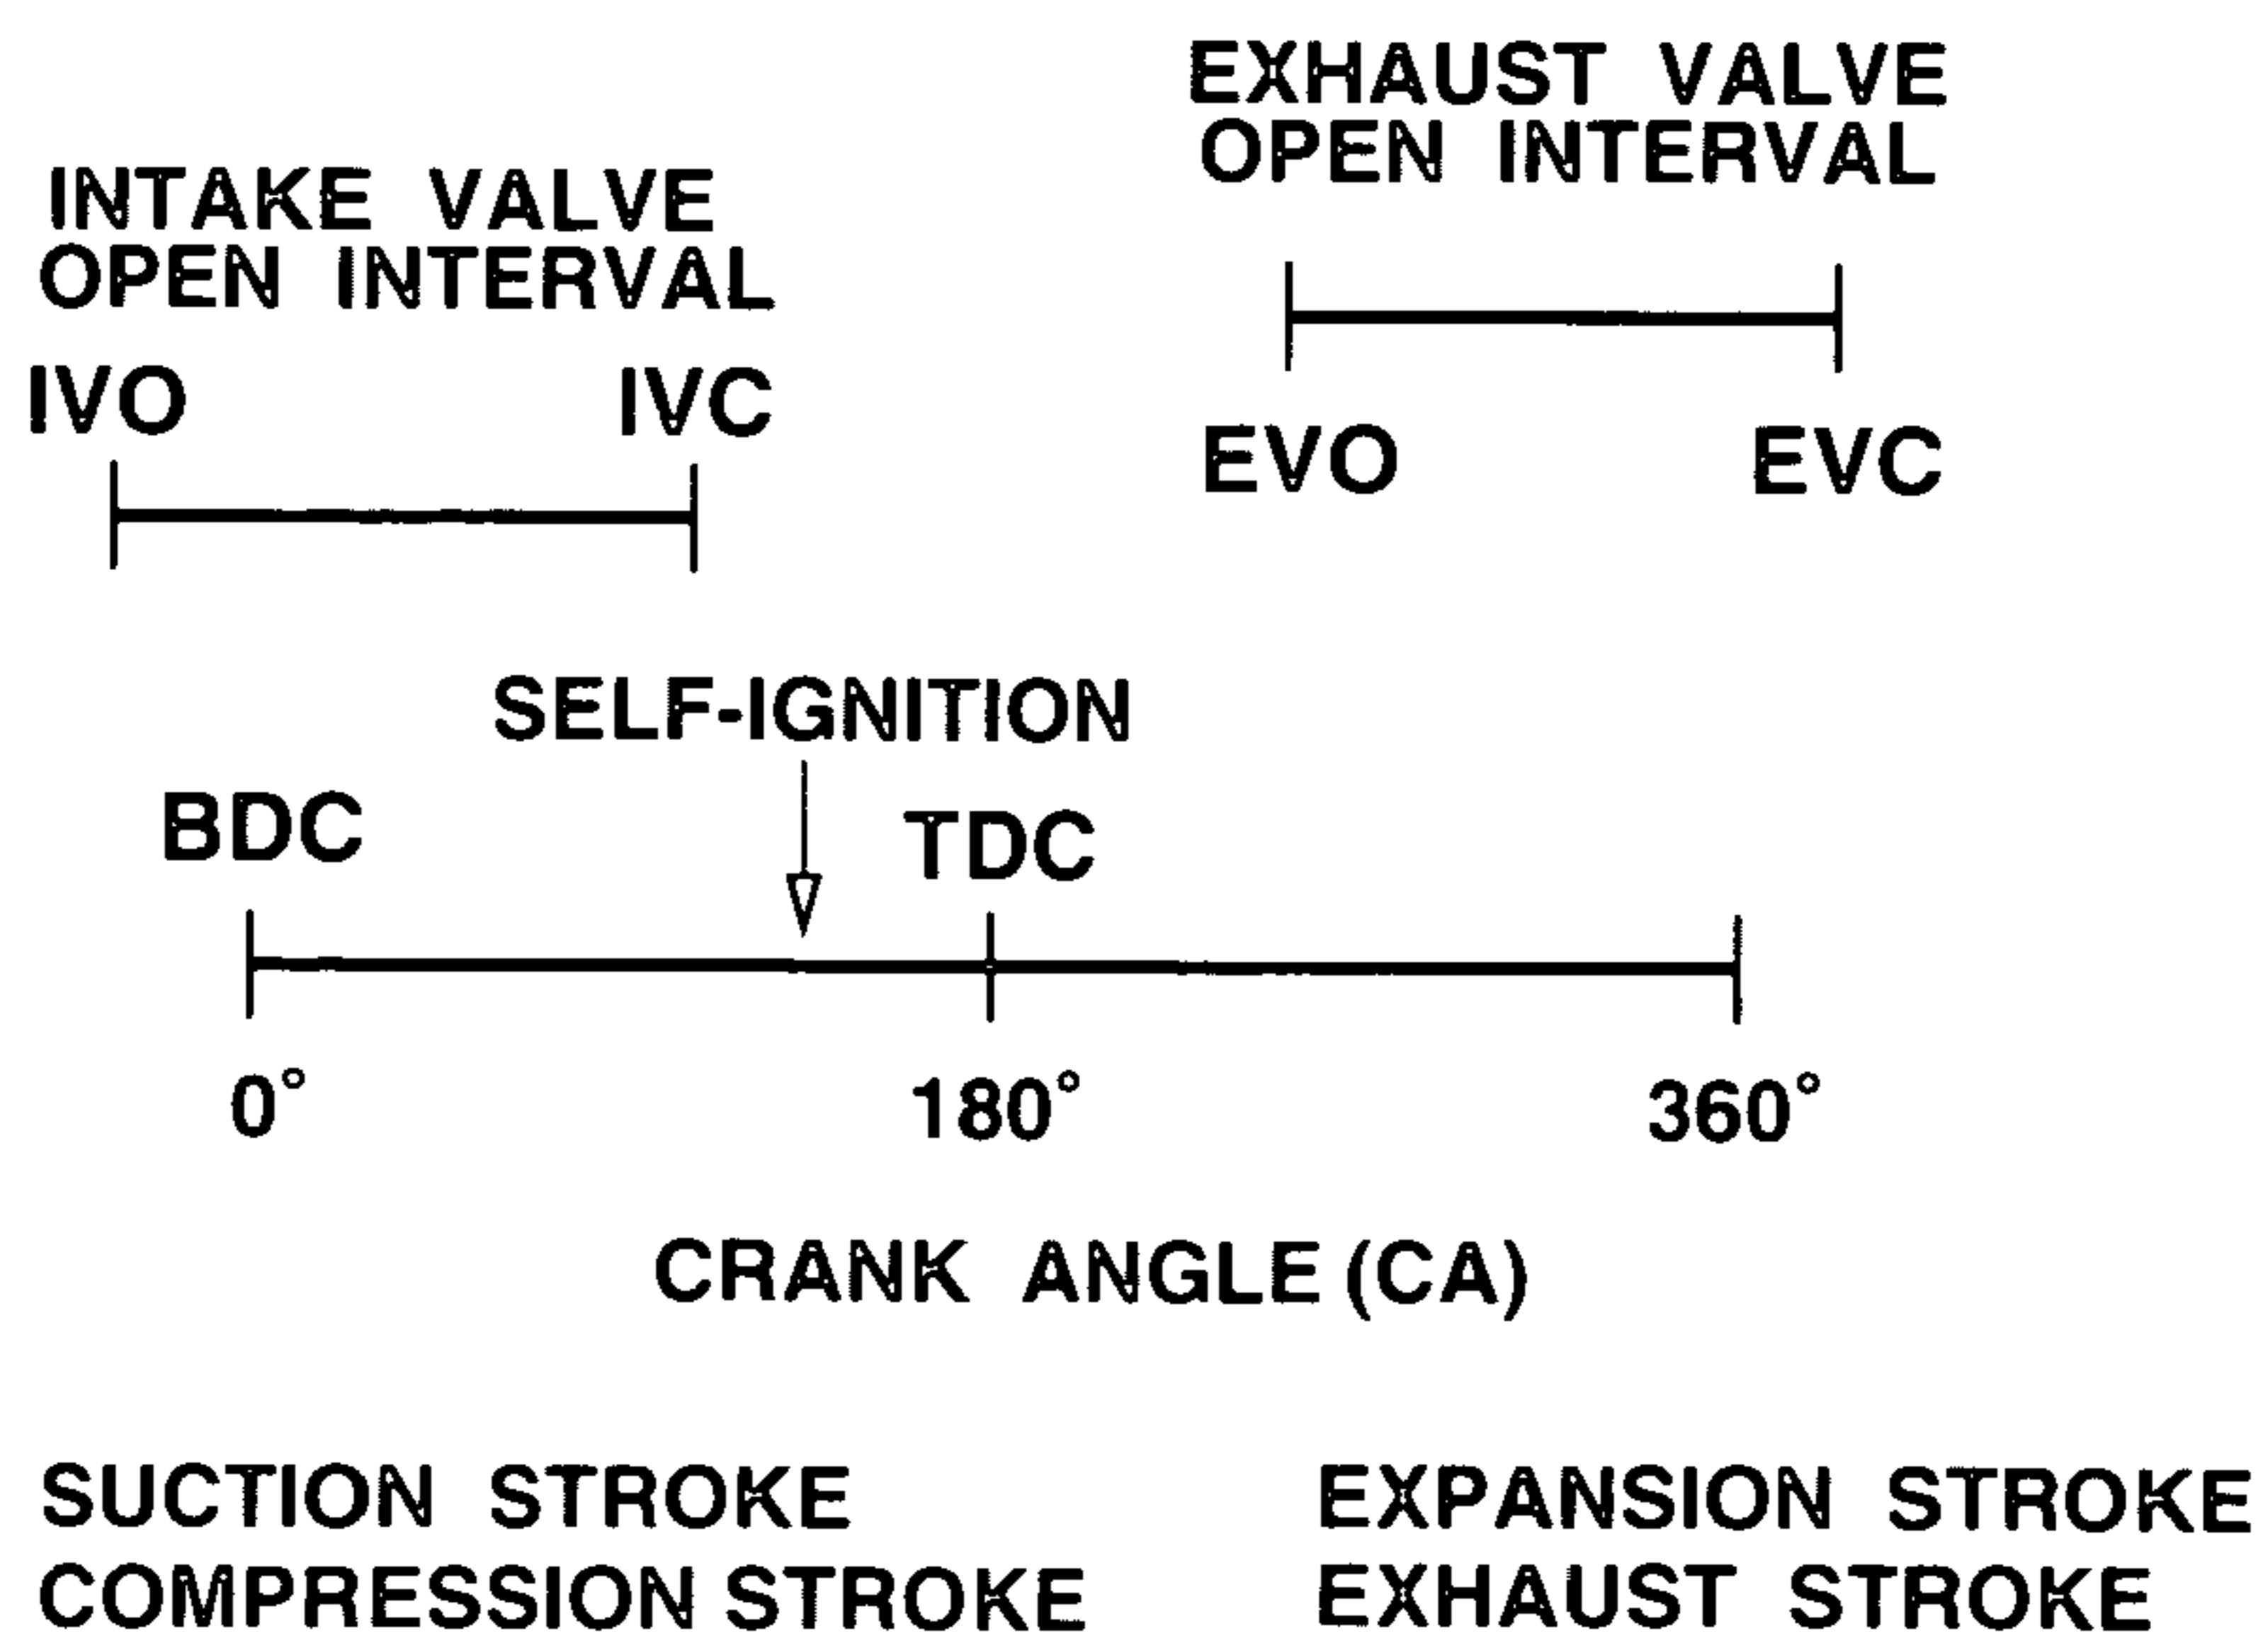 EXHAUST VALVE
OPEN INTERVAL
INTAKE VALVE
OPEN INTERVAL
IVO IVC
EVO EVC
SELF-IGNITION
BDC TDC
0° 180° 360°
CRANK ANGLE (CA)
SUCTION STROKE EXPANSION STROKE
COMPRESSION STROKE EXHAUST STROKE